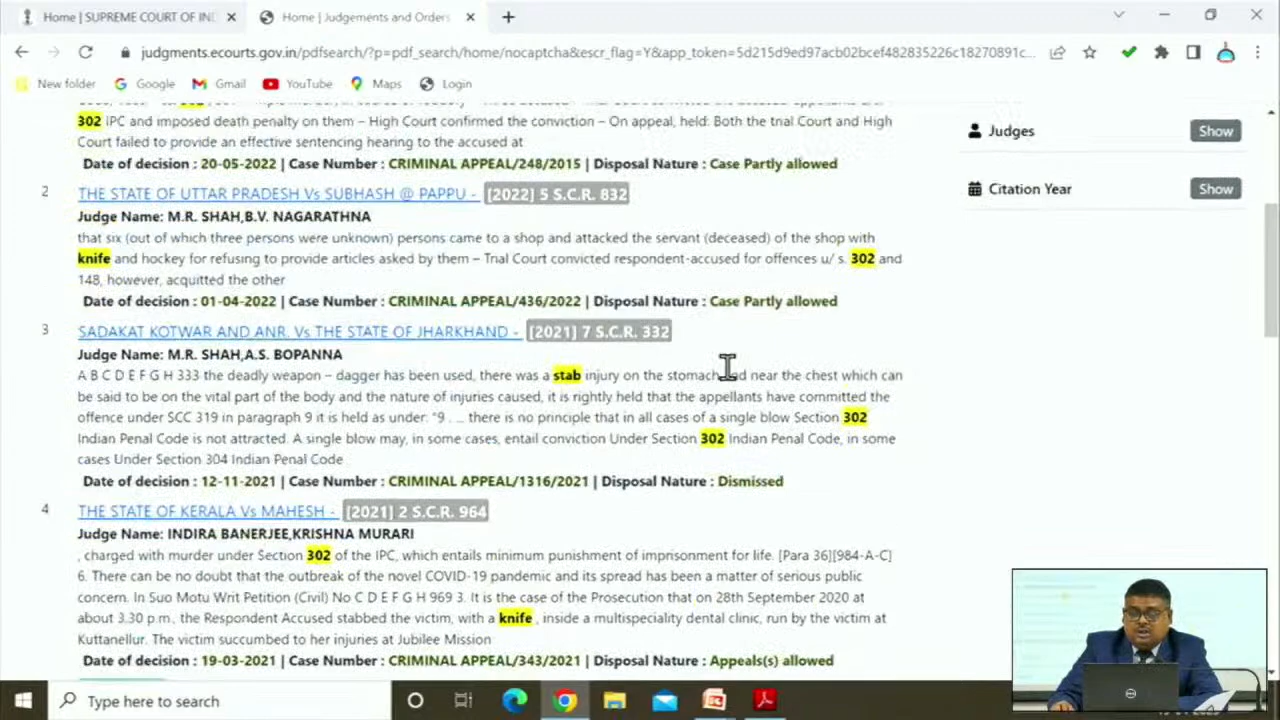 Home | SUPREME COURT OF IN
Home | Judgements and Orders
judgments.ecourts.gov.in/pdfsearch/?p=pdf_search/home/nocaptcha&escr_flag=Y&app_token=5d215d9ed97acb02bcef482835226c18270891c...
New folder
Google
Gmail
YouTube
Maps
Login
302 IPC and imposed death penalty on them – High Court confirmed the conviction – On appeal, held: Both the trial Court and High
Court failed to provide an effective sentencing hearing to the accused at
Date of decision : 20-05-2022 | Case Number : CRIMINAL APPEAL/248/2015 | Disposal Nature : Case Partly allowed
2 THE STATE OF UTTAR PRADESH Vs SUBHASH @ PAPPU - [2022] 5 S.C.R. 832
Judge Name: M.R. SHAH,B.V. NAGARATHNA
that six (out of which three persons were unknown) persons came to a shop and attacked the servant (deceased) of the shop with
knife and hockey for refusing to provide articles asked by them – Trial Court convicted respondent-accused for offences u/ s. 302 and
148, however, acquitted the other
Date of decision : 01-04-2022 | Case Number : CRIMINAL APPEAL/436/2022 | Disposal Nature : Case Partly allowed
3 SADAKAT KOTWAR AND ANR. Vs THE STATE OF JHARKHAND - [2021] 7 S.C.R. 332
Judge Name: M.R. SHAH,A.S. BOPANNA
A B C D E F G H 333 the deadly weapon – dagger has been used, there was a stab injury on the stomach near the chest which can
be said to be on the vital part of the body and the nature of injuries caused, it is rightly held that the appellants have committed the
offence under SCC 319 in paragraph 9 it is held as under: “9 . ... there is no principle that in all cases of a single blow Section 302
Indian Penal Code is not attracted. A single blow may, in some cases, entail conviction Under Section 302 Indian Penal Code, in some
cases Under Section 304 Indian Penal Code
Date of decision : 12-11-2021 | Case Number : CRIMINAL APPEAL/1316/2021 | Disposal Nature : Dismissed
4 THE STATE OF KERALA Vs MAHESH - [2021] 2 S.C.R. 964
Judge Name: INDIRA BANERJEE,KRISHNA MURARI
, charged with murder under Section 302 of the IPC, which entails minimum punishment of imprisonment for life. [Para 36][984-A-C]
6. There can be no doubt that the outbreak of the novel COVID-19 pandemic and its spread has been a matter of serious public
concern. In Suo Motu Writ Petition (Civil) No C D E F G H 969 3. It is the case of the Prosecution that on 28th September 2020 at
about 3.30 p.m., the Respondent Accused stabbed the victim, with a knife , inside a multispeciality dental clinic, run by the victim at
Kuttanellur. The victim succumbed to her injuries at Jubilee Mission
Date of decision : 19-03-2021 | Case Number : CRIMINAL APPEAL/343/2021 | Disposal Nature : Appeals(s) allowed
Judges Show
Citation Year Show
Type here to search